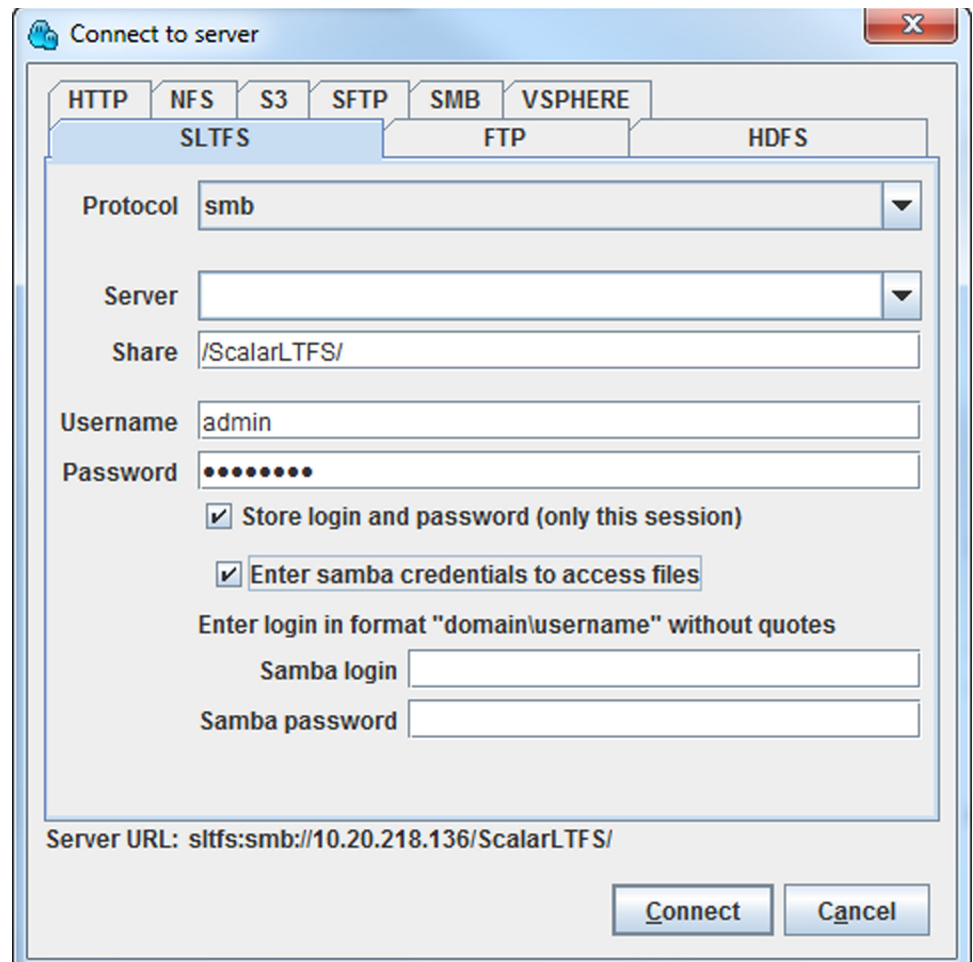 Connect to server
HTTP NFS S3 SFTP SMB VSPHERE
SLTFS FTP HDFS
Protocol smb
Server
Share /ScalarLTFS/
Username admin
Password ••••••••
Store login and password (only this session)
Enter samba credentials to access files
Enter login in format "domain\username" without quotes
Samba login
Samba password
Server URL: sltfs:smb://10.20.218.136/ScalarLTFS/
Connect Cancel